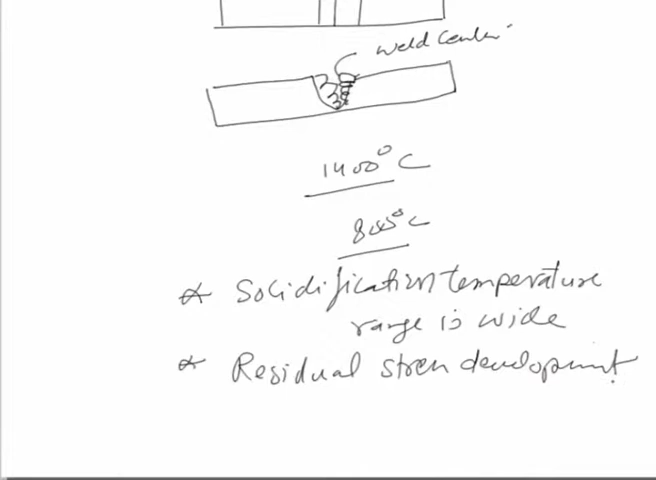 weld center
1400°C
800°C
* Solidification temperature
range is wide
* Residual stress development